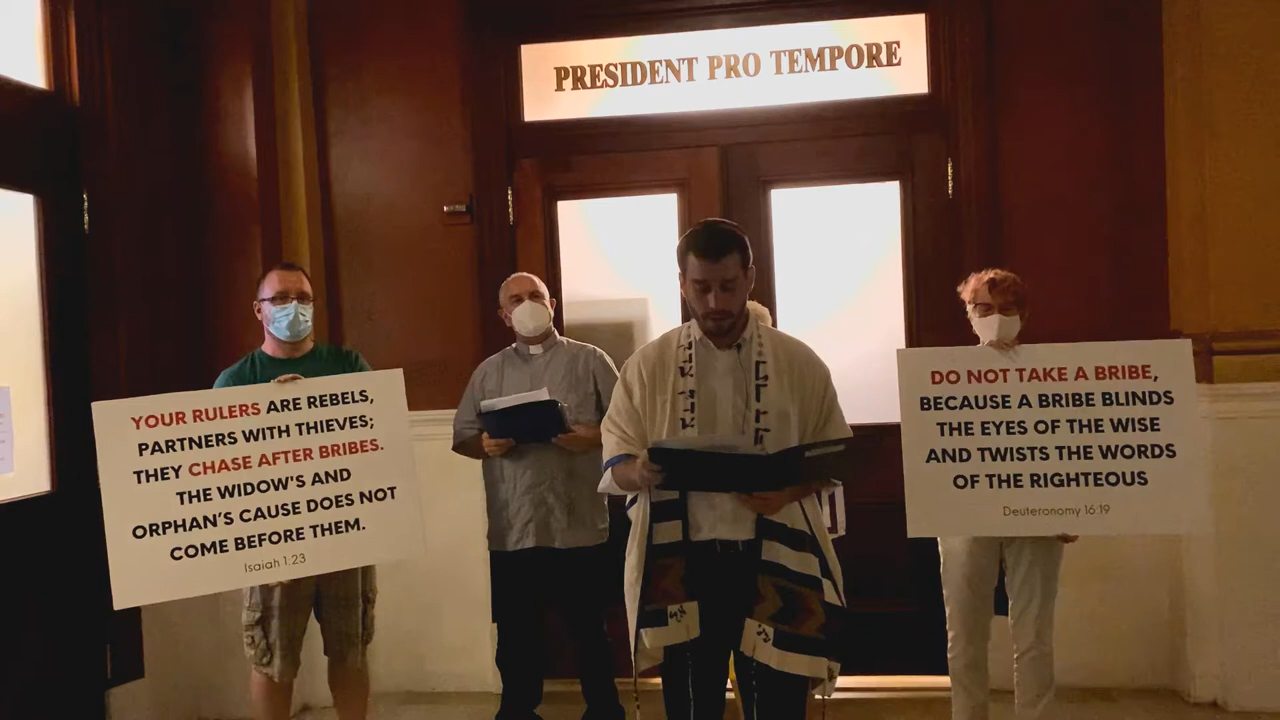 PRESIDENT PRO TEMPORE
YOUR RULERS ARE REBELS,
PARTNERS WITH THIEVES;
THEY CHASE AFTER BRIBES.
THE WIDOW'S AND
ORPHAN'S CAUSE DOES NOT
COME BEFORE THEM.
Isaiah 1:23
DO NOT TAKE A BRIBE,
BECAUSE A BRIBE BLINDS
THE EYES OF THE WISE
AND TWISTS THE WORDS
OF THE RIGHTEOUS
Deuteronomy 16:19